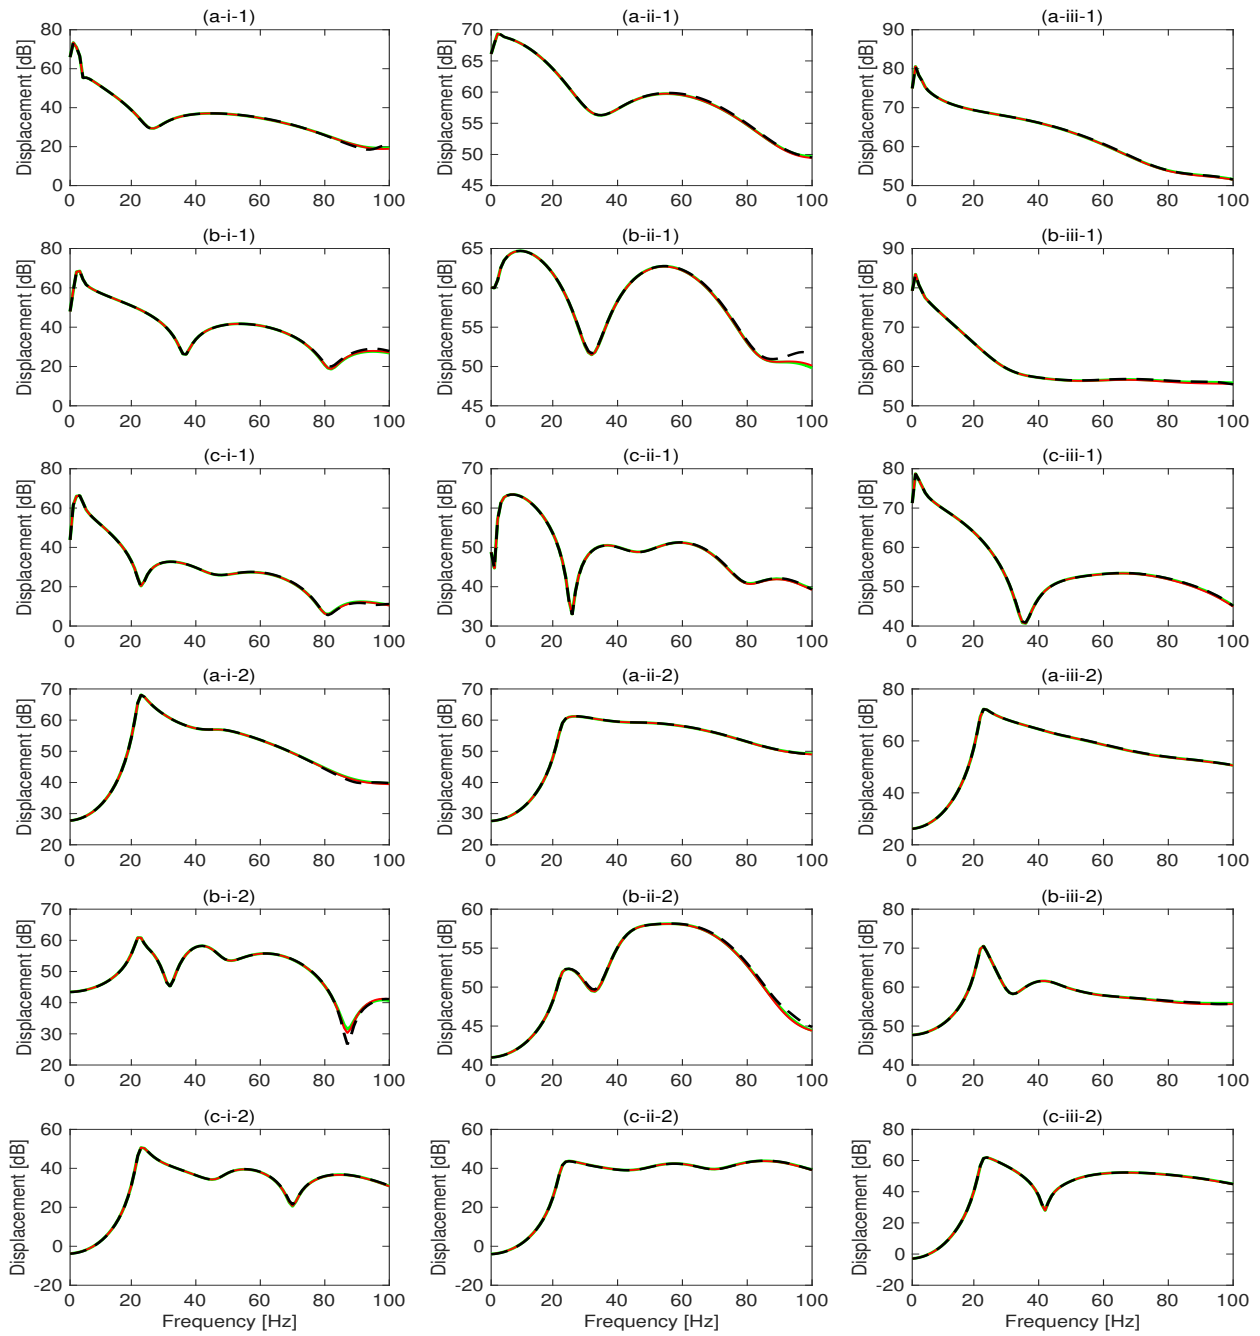 (a-i-1) (a-ii-1) (a-iii-1)
Displacement [dB] 80 60 40 20 0
Displacement [dB] 70 65 60 55 50 45
Displacement [dB] 90 80 70 60 50
0 20 40 60 80 100 0 20 40 60 80 100 0 20 40 60 80 100
(b-i-1) (b-ii-1) (b-iii-1)
Displacement [dB] 80 60 40 20 0
Displacement [dB] 65 60 55 50 45
Displacement [dB] 90 80 70 60 50
0 20 40 60 80 100 0 20 40 60 80 100 0 20 40 60 80 100
(c-i-1) (c-ii-1) (c-iii-1)
Displacement [dB] 80 60 40 20 0
Displacement [dB] 70 60 50 40 30
Displacement [dB] 80 70 60 50 40
0 20 40 60 80 100 0 20 40 60 80 100 0 20 40 60 80 100
(a-i-2) (a-ii-2) (a-iii-2)
Displacement [dB] 70 60 50 40 30 20
Displacement [dB] 70 60 50 40 30 20
Displacement [dB] 80 60 40 20
0 20 40 60 80 100 0 20 40 60 80 100 0 20 40 60 80 100
(b-i-2) (b-ii-2) (b-iii-2)
Displacement [dB] 70 60 50 40 30 20
Displacement [dB] 60 55 50 45 40
Displacement [dB] 80 70 60 50 40
0 20 40 60 80 100 0 20 40 60 80 100 0 20 40 60 80 100
(c-i-2) (c-ii-2) (c-iii-2)
Displacement [dB] 60 40 20 0 -20
Displacement [dB] 60 40 20 0 -20
Displacement [dB] 80 60 40 20 0 -20
0 20 40 60 80 100 0 20 40 60 80 100 0 20 40 60 80 100
Frequency [Hz] Frequency [Hz] Frequency [Hz]